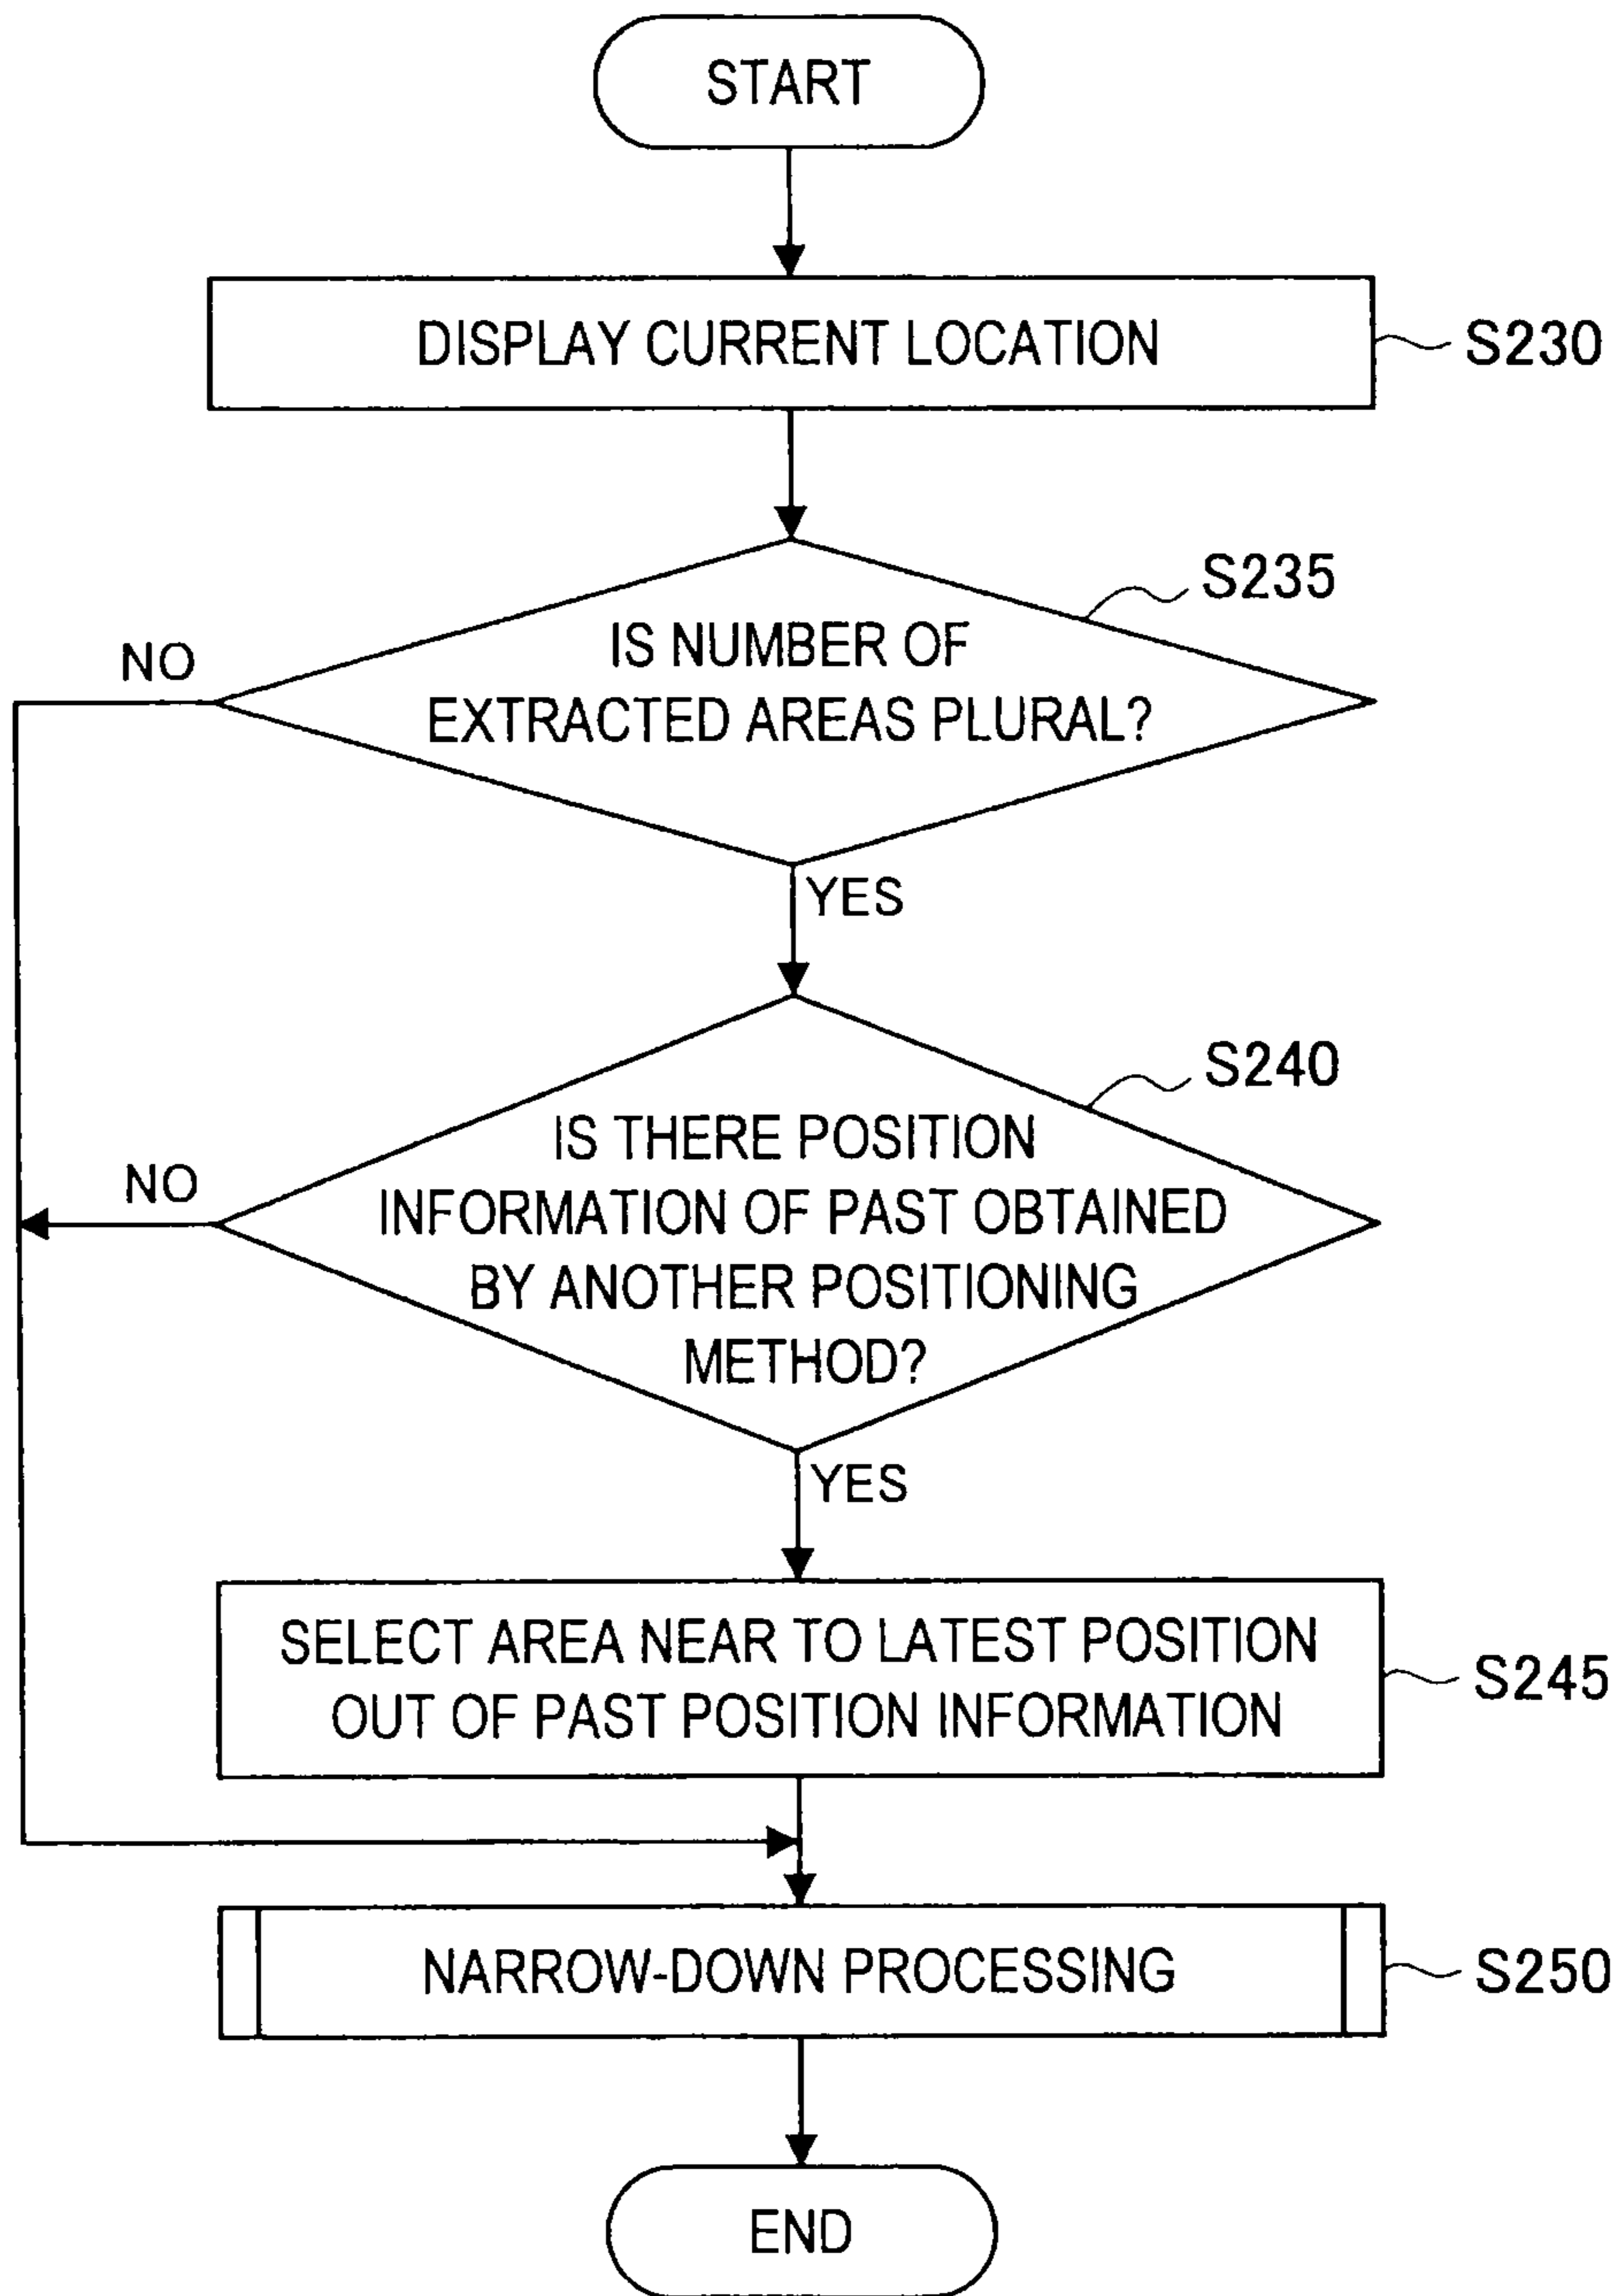 START
DISPLAY CURRENT LOCATION
S230
S235
IS NUMBER OF
EXTRACTED AREAS PLURAL?
NO
YES
S240
IS THERE POSITION
INFORMATION OF PAST OBTAINED
BY ANOTHER POSITIONING
METHOD?
NO
YES
SELECT AREA NEAR TO LATEST POSITION
OUT OF PAST POSITION INFORMATION
S245
NARROW-DOWN PROCESSING
S250
END